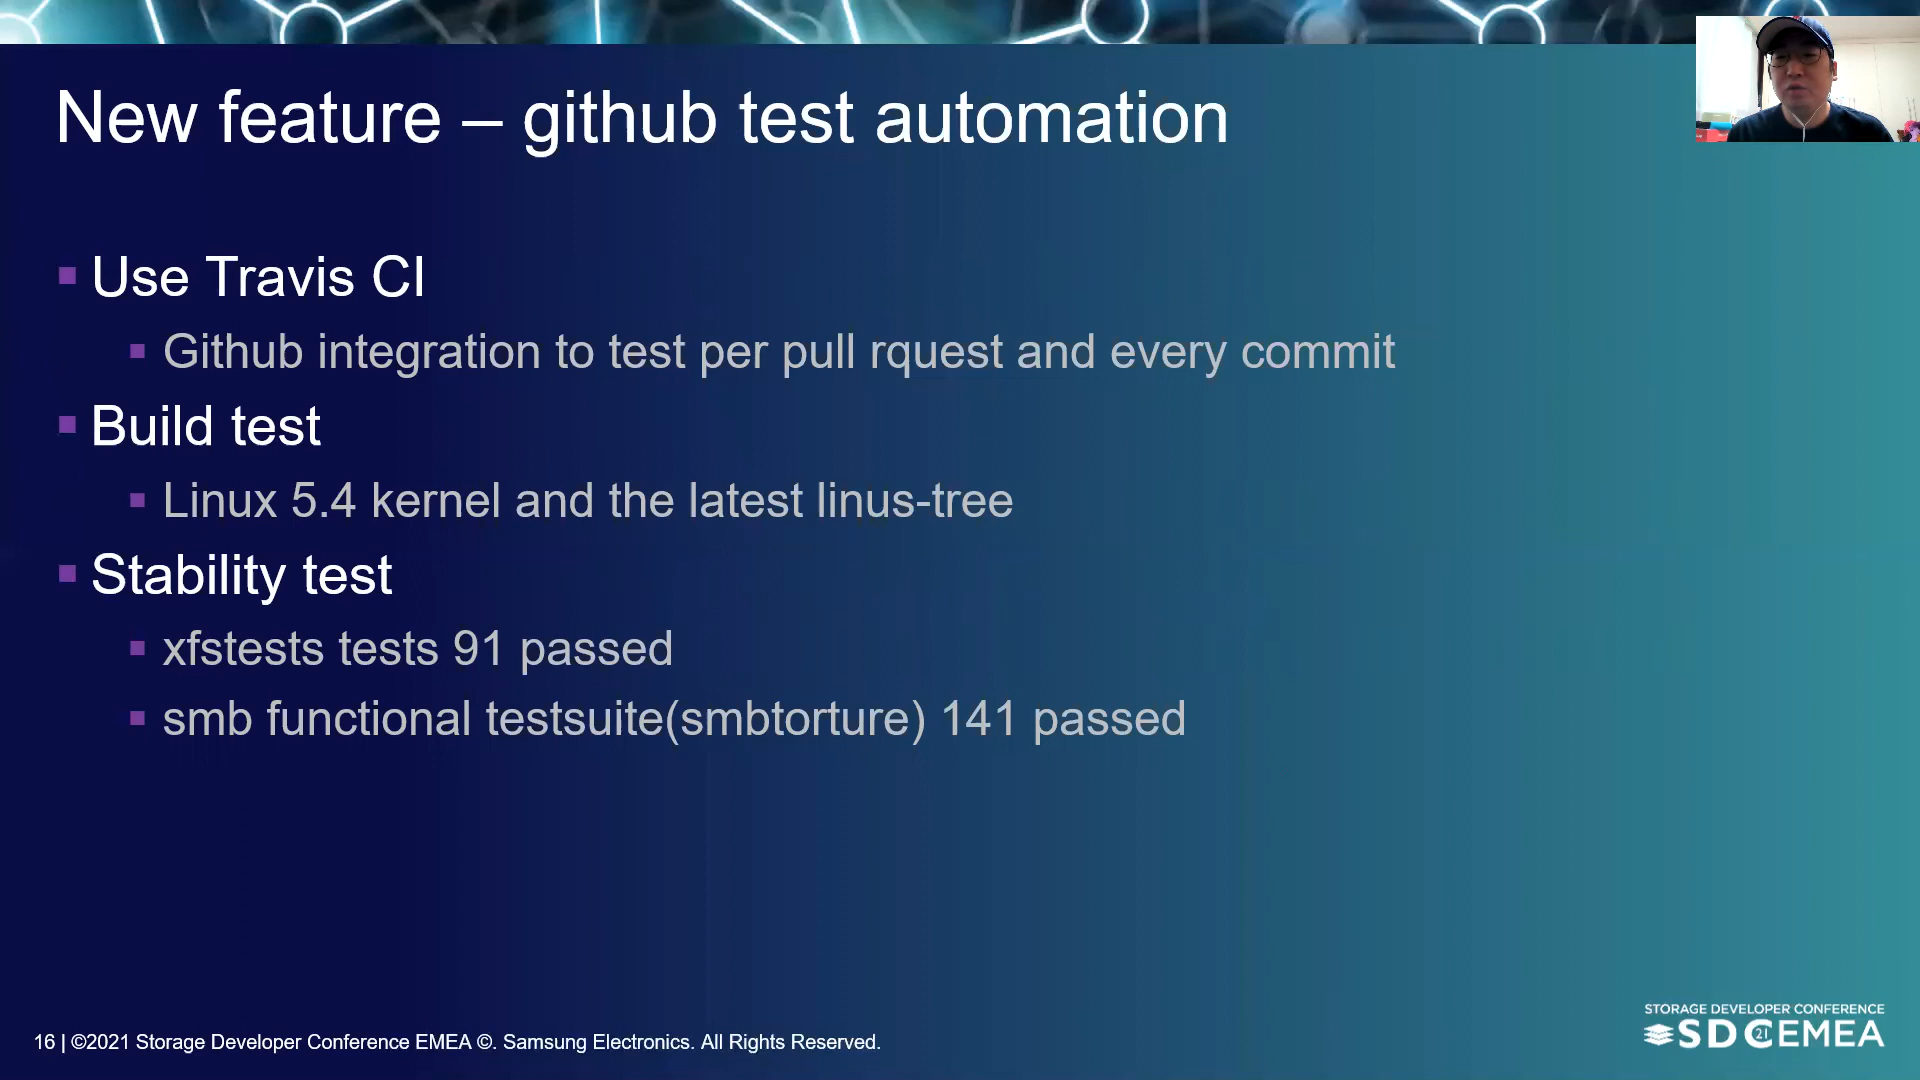 New feature – github test automation
Use Travis CI
Github integration to test per pull rquest and every commit
Build test
Linux 5.4 kernel and the latest linus-tree
Stability test
xfstests tests 91 passed
smb functional testsuite(smbtorture) 141 passed
16 | ©2021 Storage Developer Conference EMEA ©. Samsung Electronics. All Rights Reserved.
STORAGE DEVELOPER CONFERENCE
SDC21EMEA